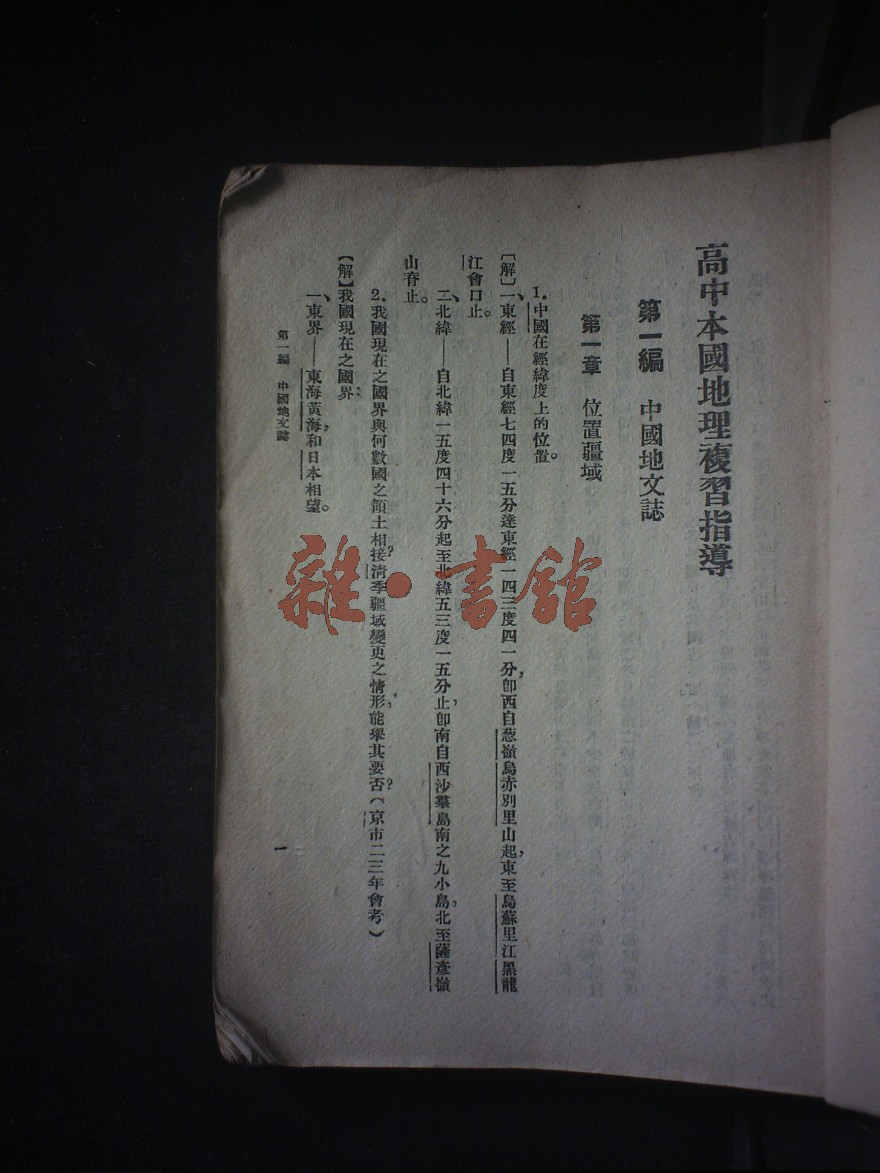 高中本國地理複習指導
第一編　中國地文誌
第一章　位置疆域
1.中國在經緯度上的位置。
〔解〕一、東經——自東經七四度一五分達東經一四三度四一分，卽西自葱嶺烏赤別里山起，東至烏蘇里江黑龍
江會口止。
二、北緯——自北緯一五度四十六分起至北緯五三度一五分止，卽南自西沙羣島南之九小島，北至薩彥嶺
山脊止。
2.我國現在之國界與何數國之領土相接？清季疆域變更之情形，能舉其要否？（京市二三年會考）
【解】我國現在之國界：
一、東界——東海黃海，和日本相望。
第一編　中國地文誌
一
雜·書館